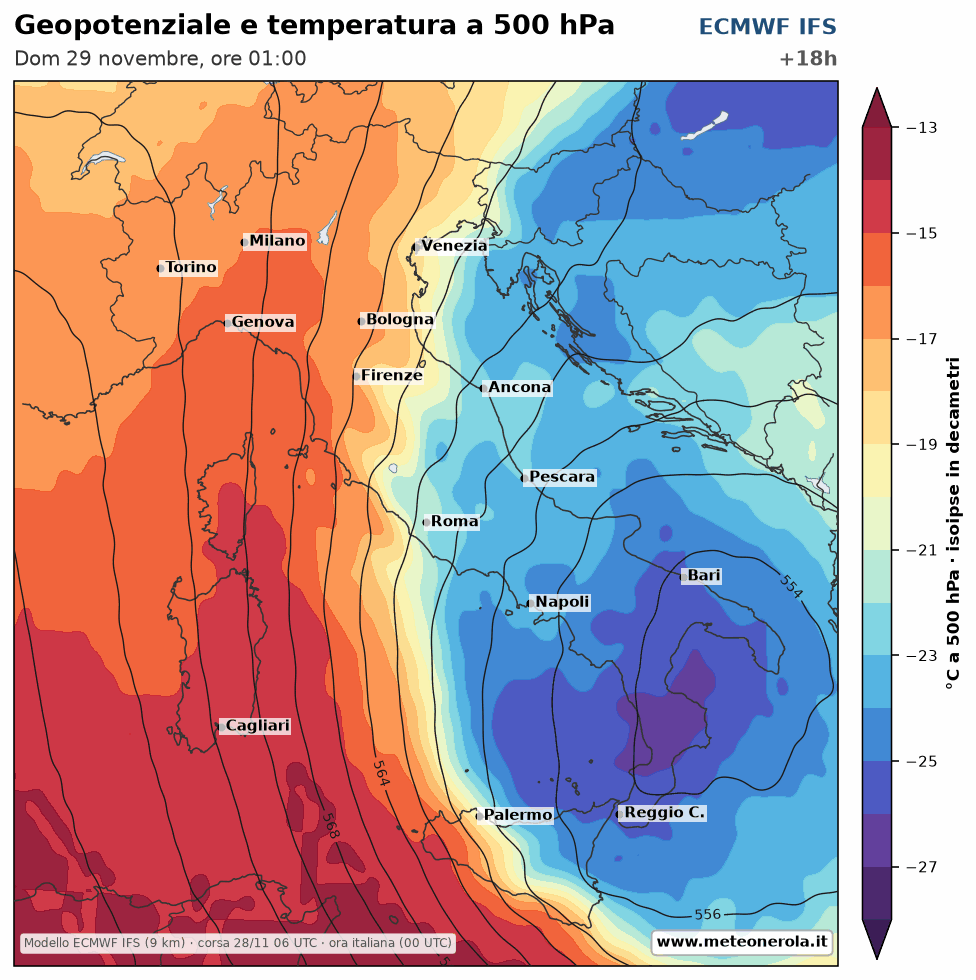 Geopotenziale e temperatura a 500 hPa
ECMWF IFS
Dom 29 novembre, ore 01:00
+18h
−13
−15
−17
−19
−21
−23
−25
−27
°C a 500 hPa · isoipse in decametri
Milano
Venezia
Torino
Genova
Bologna
Firenze
Ancona
Pescara
Roma
Bari
554
Napoli
Cagliari
564
568
Palermo
Reggio C.
556
Modello ECMWF IFS (9 km) · corsa 28/11 06 UTC · ora italiana (00 UTC)
www.meteonerola.it